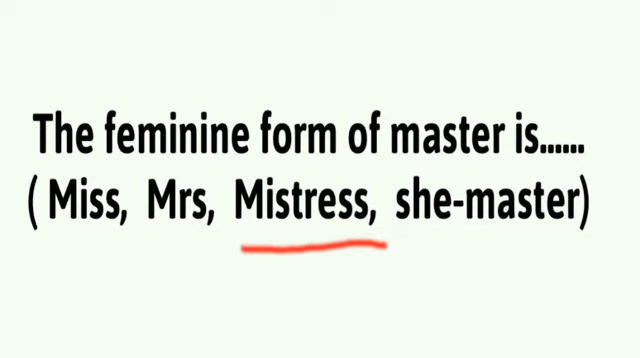 The feminine form of master is......
( Miss, Mrs, Mistress, she-master)